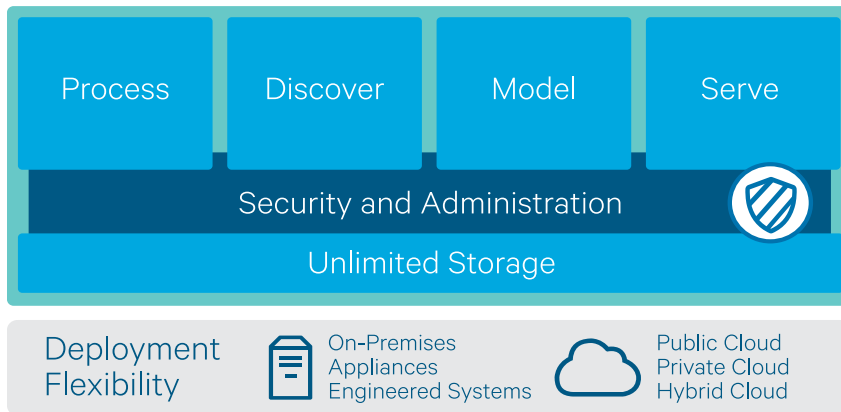 Process
Discover
Model
Serve
Security and Administration
Unlimited Storage
Deployment
Flexibility
On-Premises
Appliances
Engineered Systems
Public Cloud
Private Cloud
Hybrid Cloud